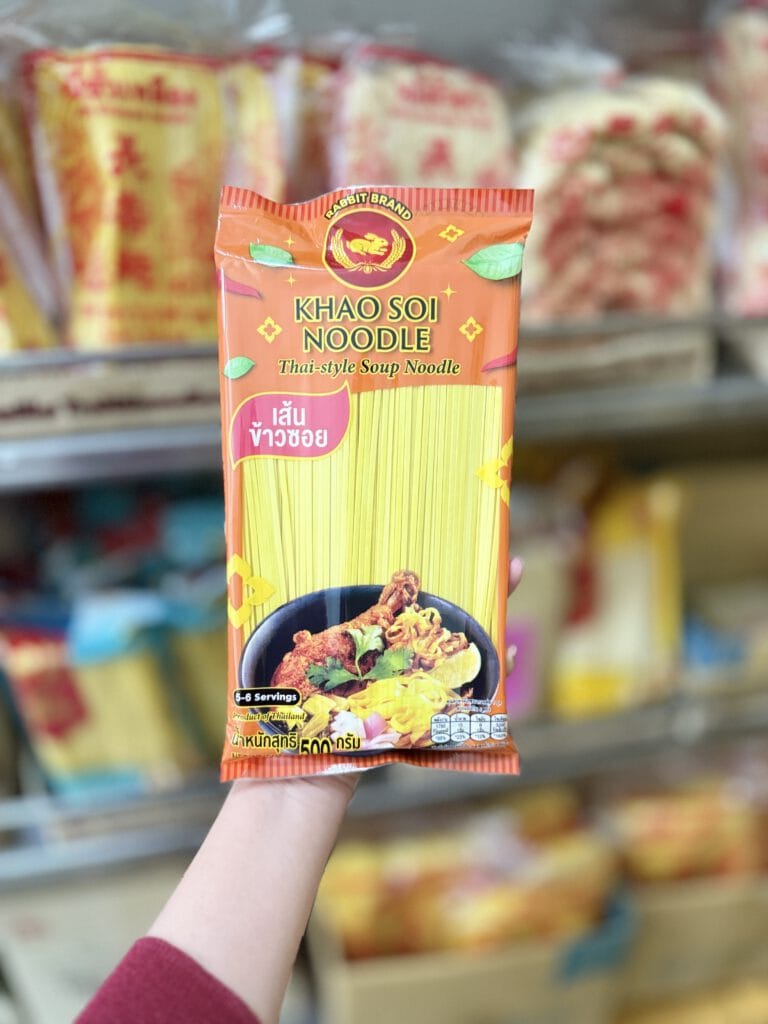 RABBIT BRAND
KHAO SOI
NOODLE
Thai-style Soup Noodle
เส้น
ข้าวซอย
5-6 Servings
Product of Thailand
น้ำหนักสุทธิ 500 กรัม